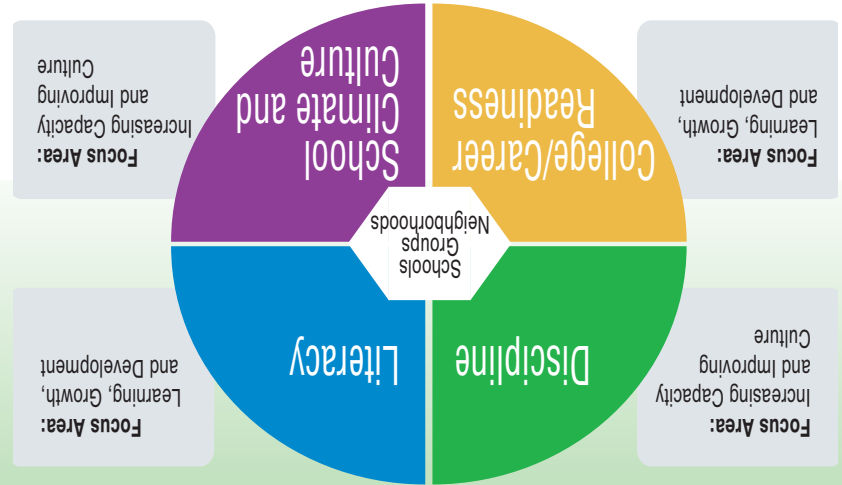 Focus Area:
Increasing Capacity
and Improving
Culture
Discipline
Literacy
Focus Area:
Learning, Growth,
and Development
Schools
Groups
Neighborhoods
Focus Area:
Learning, Growth,
and Development
College/Career
Readiness
School
Climate and
Culture
Focus Area:
Increasing Capacity
and Improving
Culture